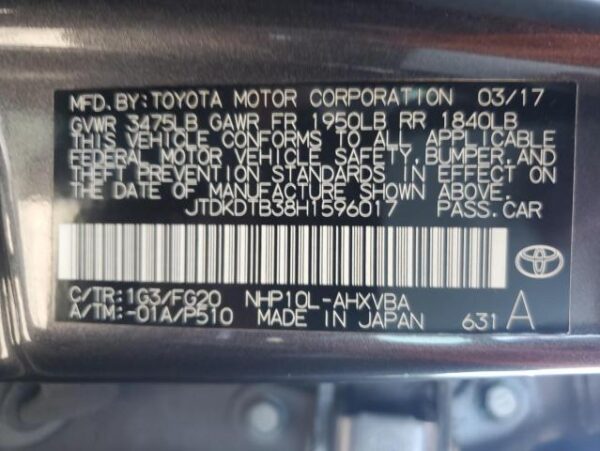 MFD. BY: TOYOTA MOTOR CORPORATION 03/17
GVWR 3475LB GAWR FR 1950LB RR 1840LB
THIS VEHICLE CONFORMS TO ALL APPLICABLE
FEDERAL MOTOR VEHICLE SAFETY, BUMPER, AND
THEFT PREVENTION STANDARDS IN EFFECT ON
THE DATE OF MANUFACTURE SHOWN ABOVE.
JTDKDTB38H1596017 PASS. CAR
C/TR: 1G3/FG20 NHP10L-AHXVBA
A/TM: -01A/P510 MADE IN JAPAN 631 A